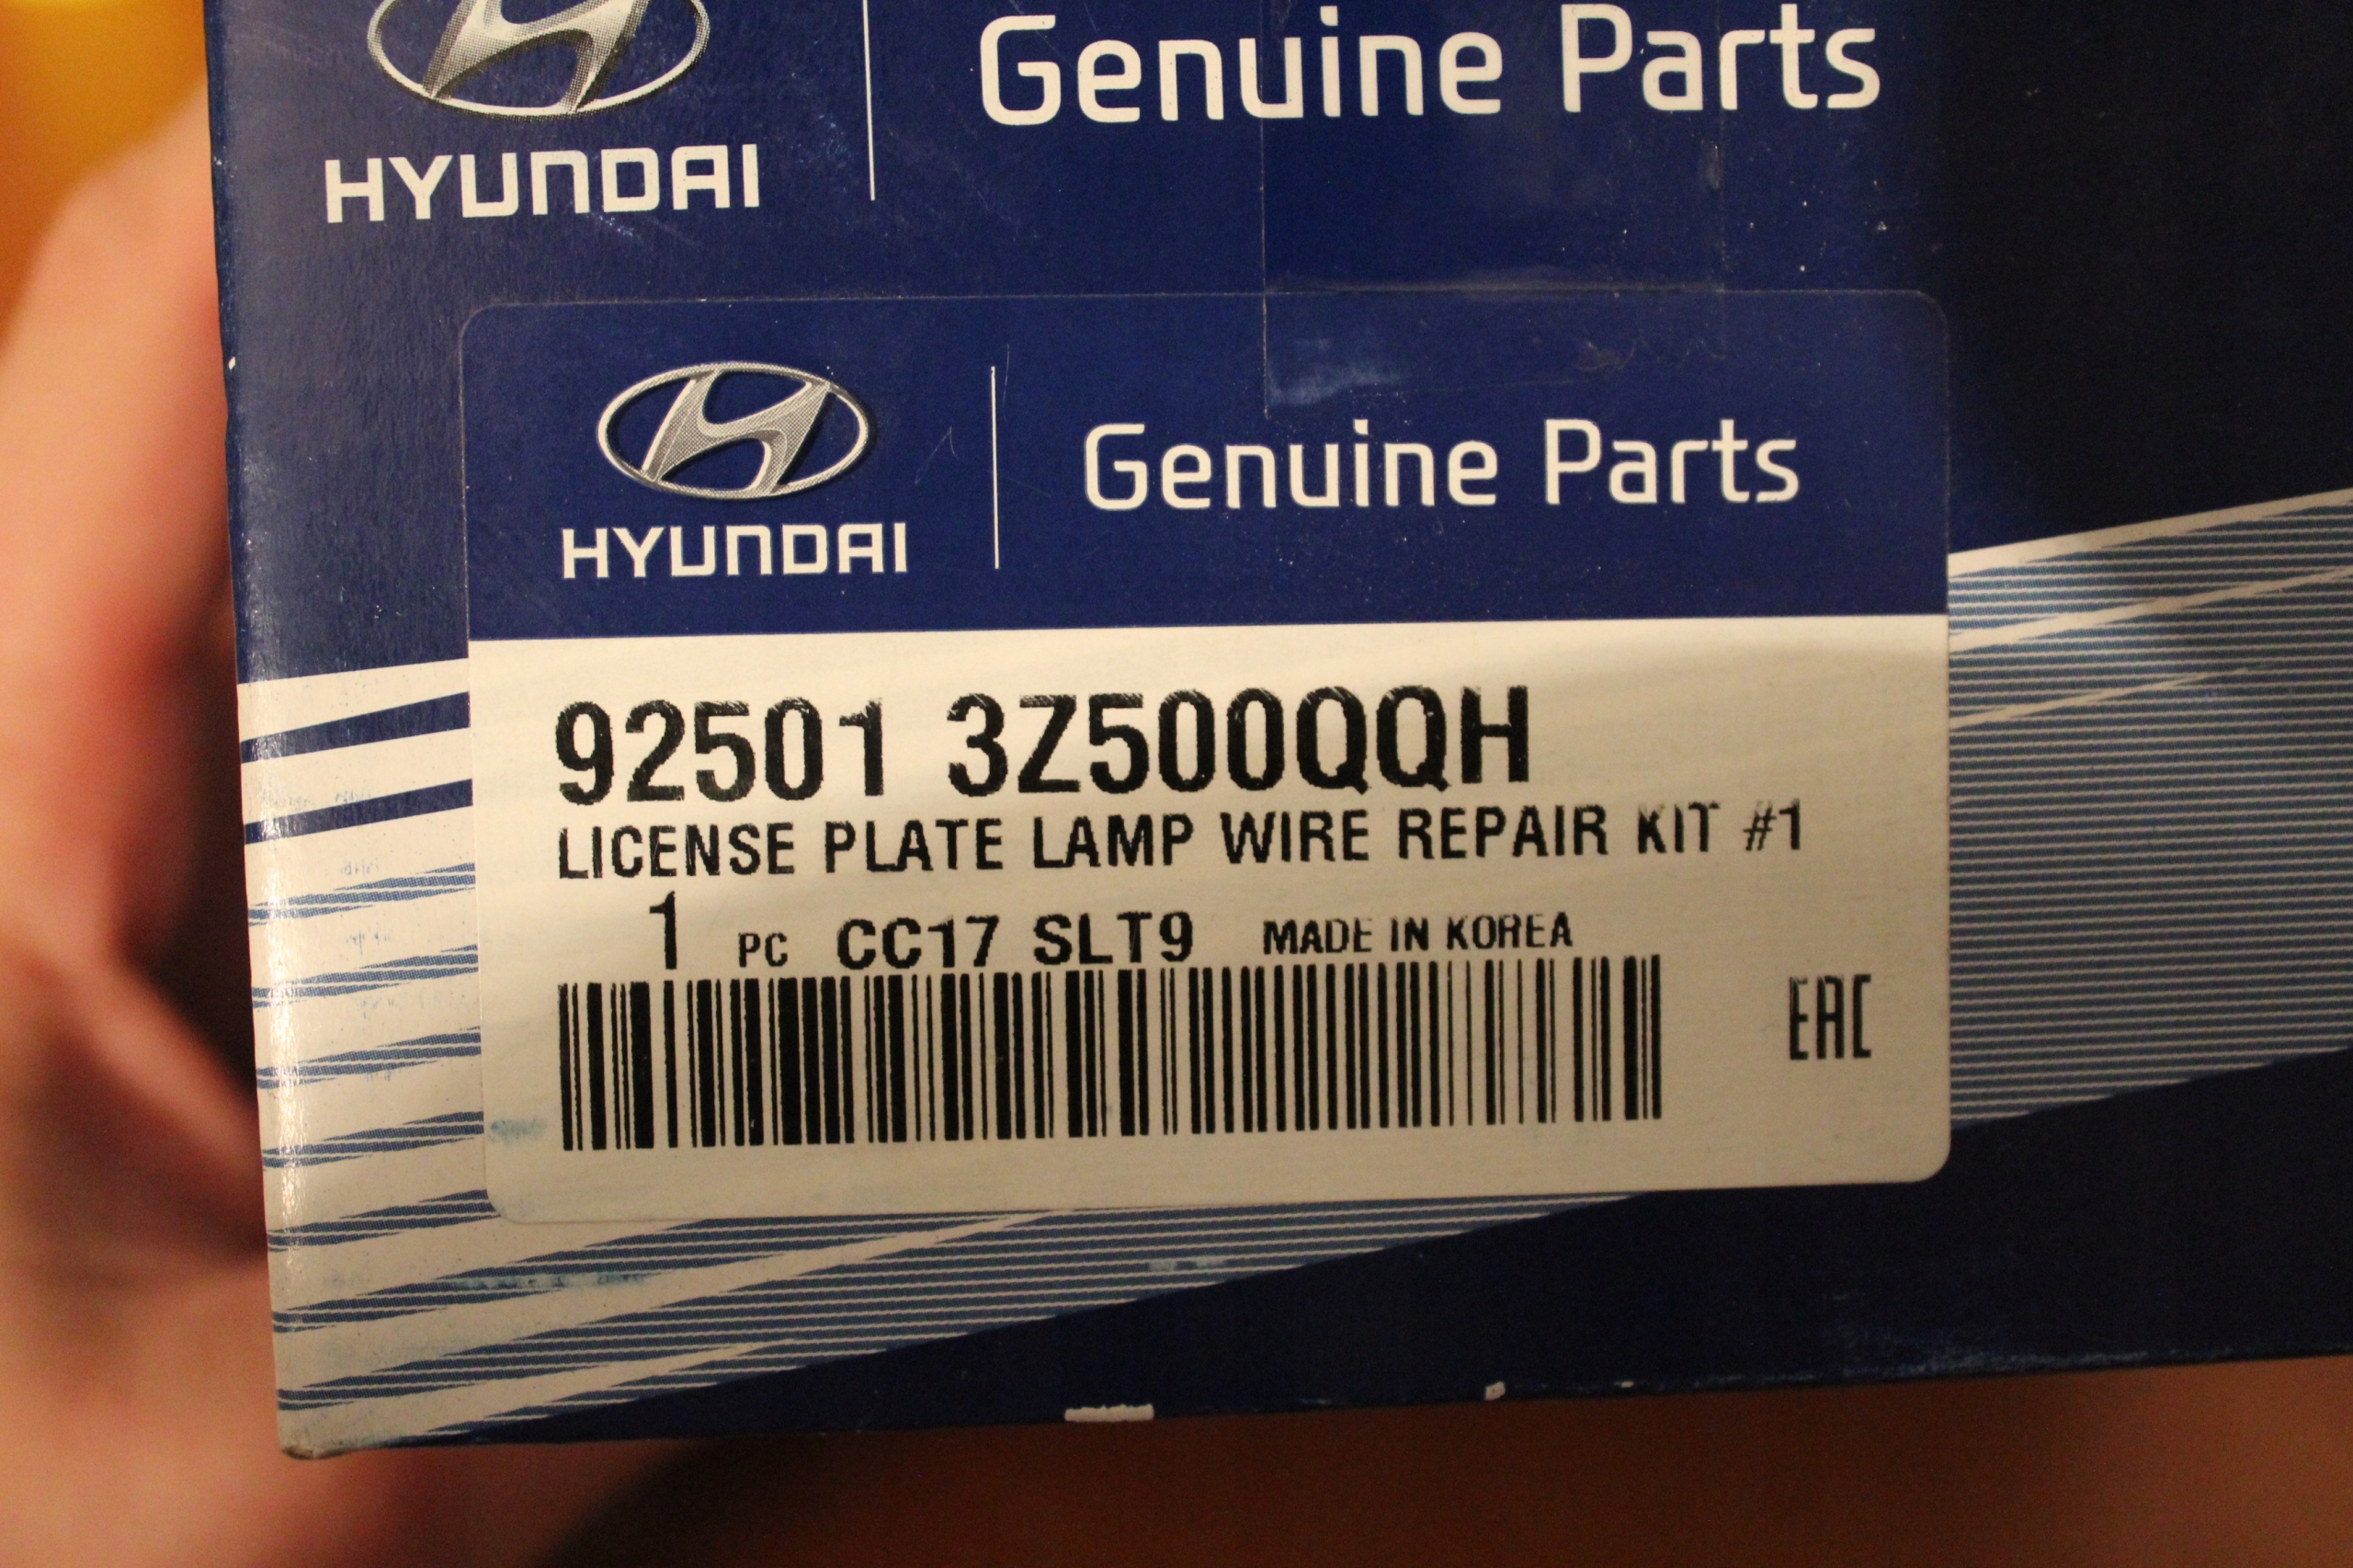 Genuine Parts
HYUNDAI
Genuine Parts
HYUNDAI
92501 3Z500QQH
LICENSE PLATE LAMP WIRE REPAIR KIT #1
1 PC CC17 SLT9 MADE IN KOREA
EAC